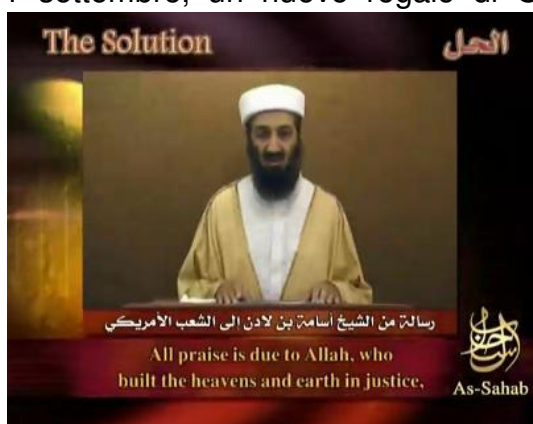 settembre, un nuovo regalo di
The Solution
الحل
رسالة من الشيخ أسامة بن لادن إلى الشعب الأمريكي
All praise is due to Allah, who
built the heavens and earth in justice,
As-Sahab